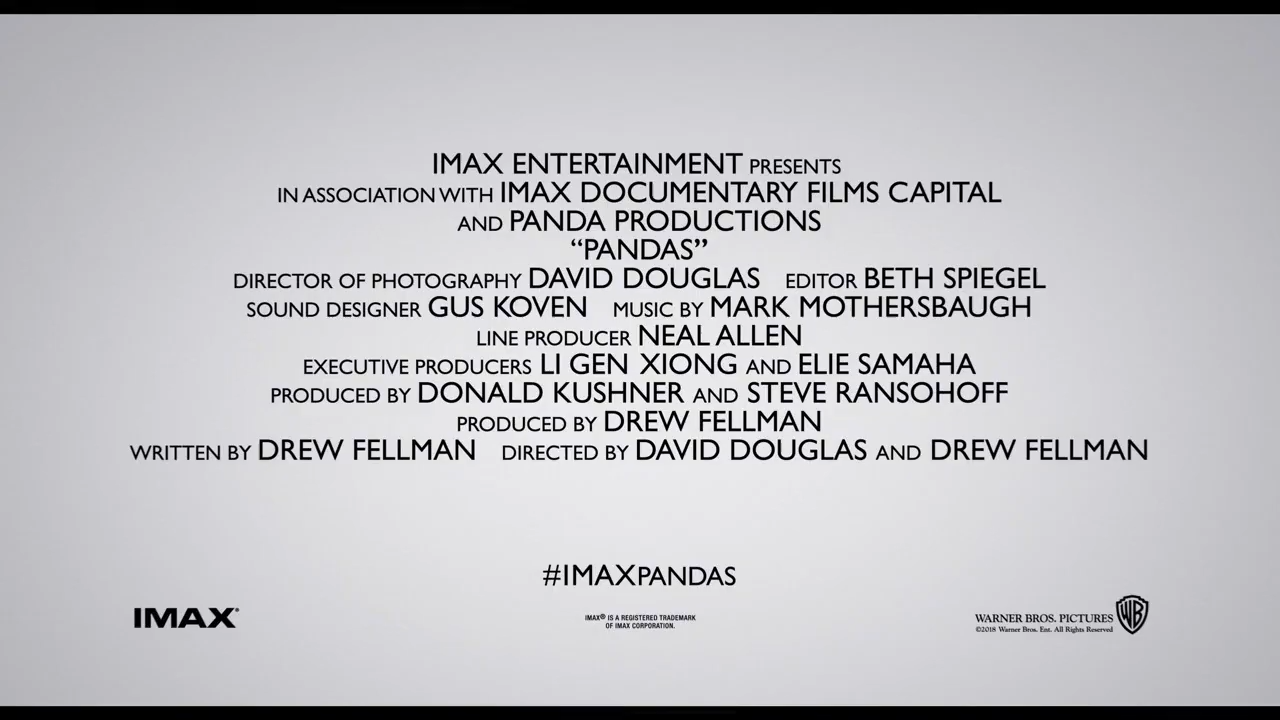 IMAX ENTERTAINMENT PRESENTS
IN ASSOCIATION WITH IMAX DOCUMENTARY FILMS CAPITAL
AND PANDA PRODUCTIONS
“PANDAS”
DIRECTOR OF PHOTOGRAPHY DAVID DOUGLAS EDITOR BETH SPIEGEL
SOUND DESIGNER GUS KOVEN MUSIC BY MARK MOTHERSBAUGH
LINE PRODUCER NEAL ALLEN
EXECUTIVE PRODUCERS LI GEN XIONG AND ELIE SAMAHA
PRODUCED BY DONALD KUSHNER AND STEVE RANSOHOFF
PRODUCED BY DREW FELLMAN
WRITTEN BY DREW FELLMAN DIRECTED BY DAVID DOUGLAS AND DREW FELLMAN
#IMAXPANDAS
IMAX®
IMAX® IS A REGISTERED TRADEMARK
OF IMAX CORPORATION.
WARNER BROS. PICTURES
©2018 Warner Bros. Ent. All Rights Reserved
WB